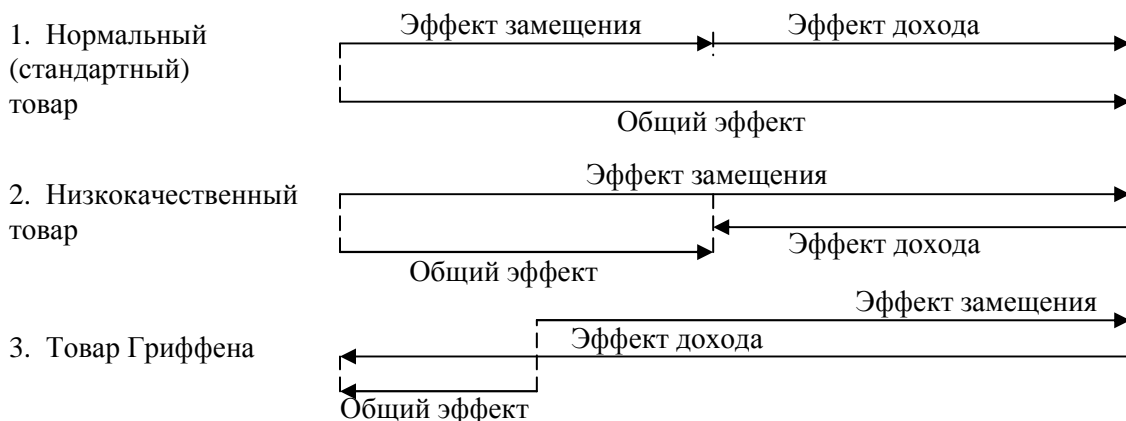 Эффект замещения Эффект дохода
1. Нормальный
(стандартный)
товар
Общий эффект
Эффект замещения
2. Низкокачественный
товар
Эффект дохода
Общий эффект
Эффект замещения
3. Товар Гриффена
Эффект дохода
Общий эффект